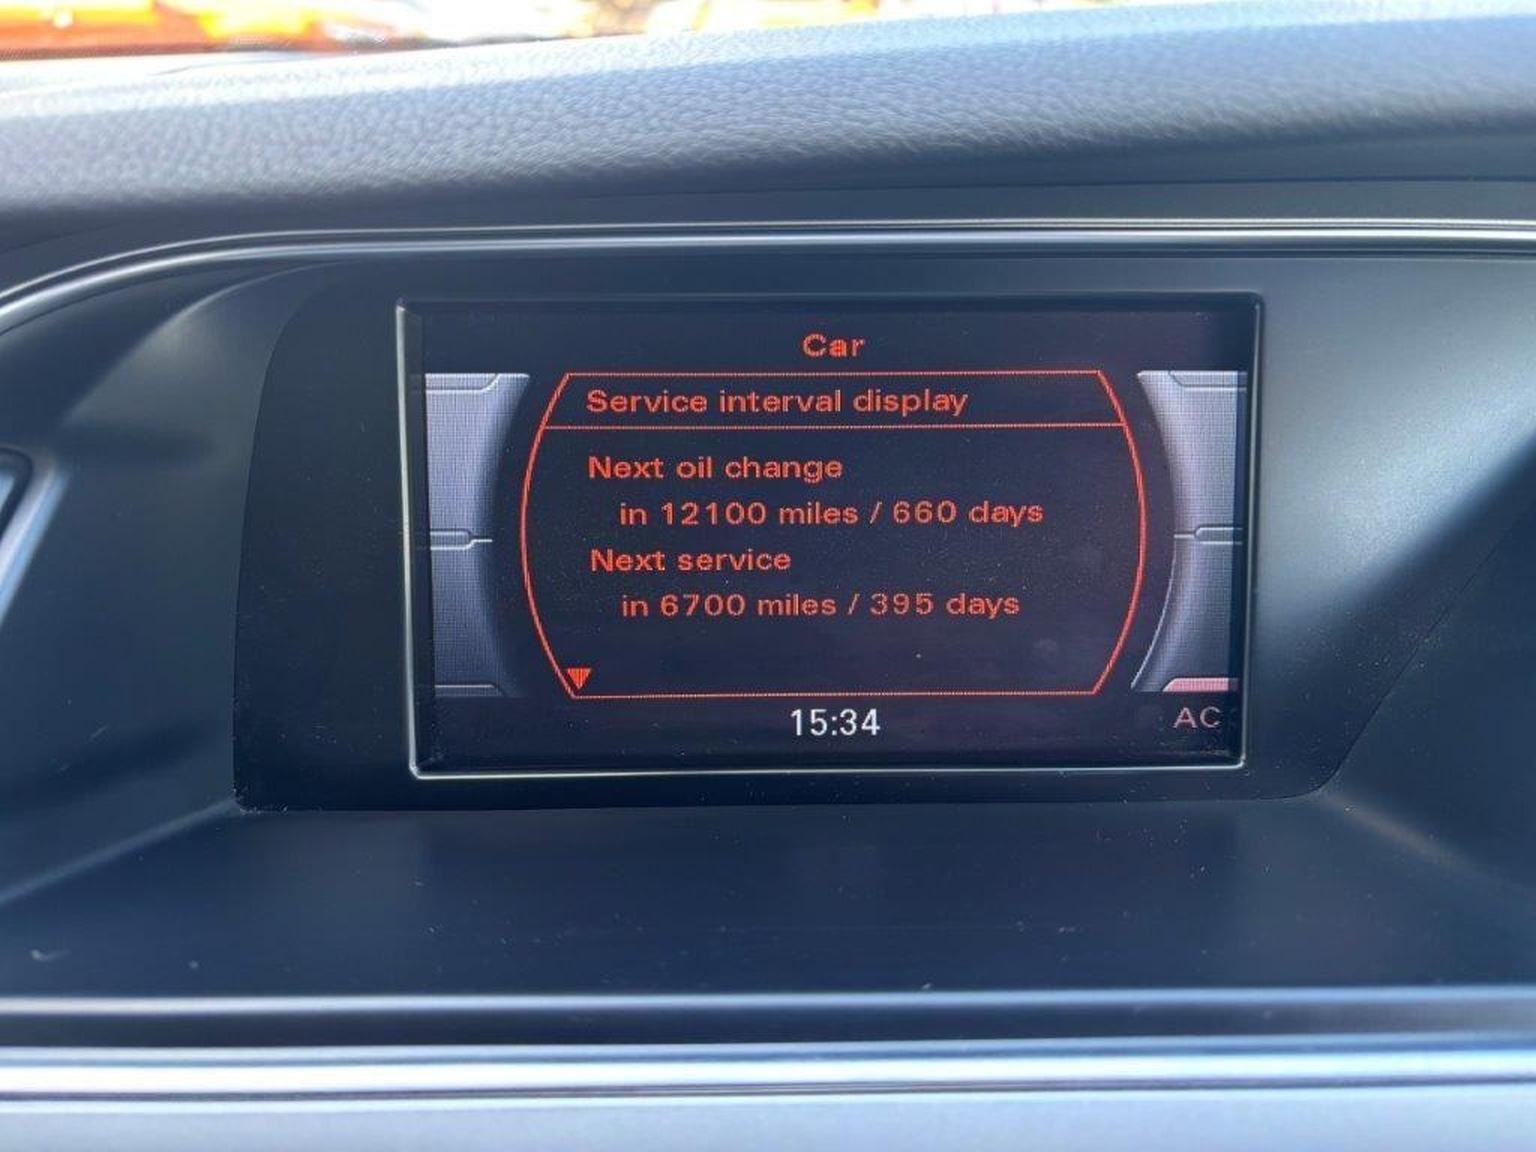 Car
Service interval display
Next oil change
in 12100 miles / 660 days
Next service
in 6700 miles / 395 days
15:34
AC